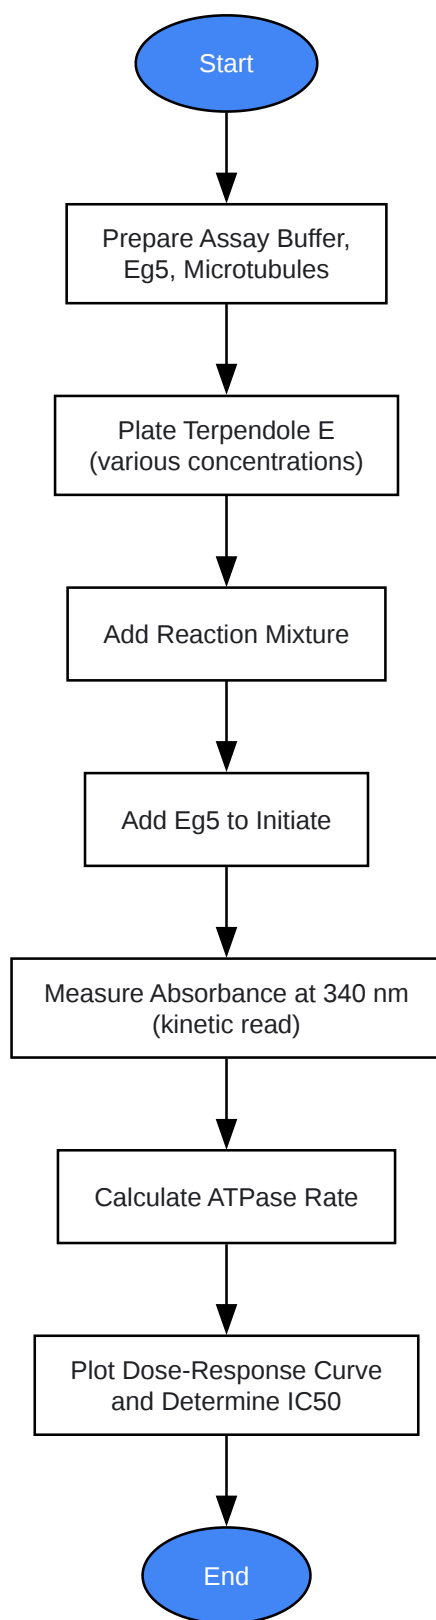 Start
Prepare Assay Buffer,
Eg5, Microtubules
Plate Terpendole E
(various concentrations)
Add Reaction Mixture
Add Eg5 to Initiate
Measure Absorbance at 340 nm
(kinetic read)
Calculate ATPase Rate
Plot Dose-Response Curve
and Determine IC50
End